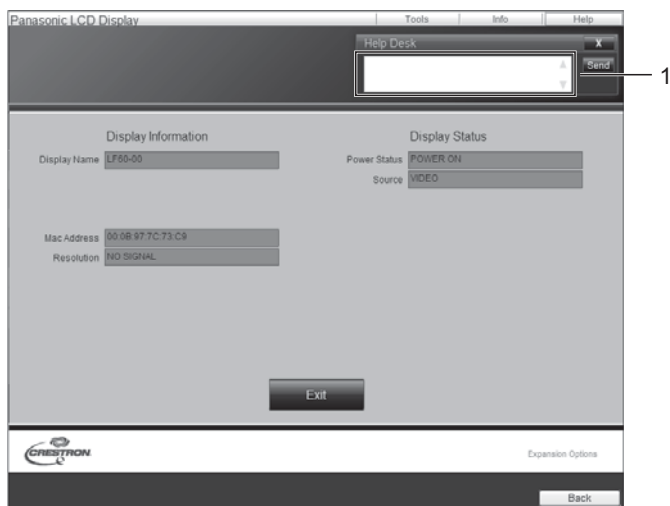 Panasonic LCD Display
Tools Info Help
Help Desk X
Send
1
Display Information Display Status
Display Name LF60-00 Power Status POWER ON
Source VIDEO
Mac Address 00:0B:97:7C:73:C9
Resolution NO SIGNAL
Exit
CRESTRON
Expansion Options
Back